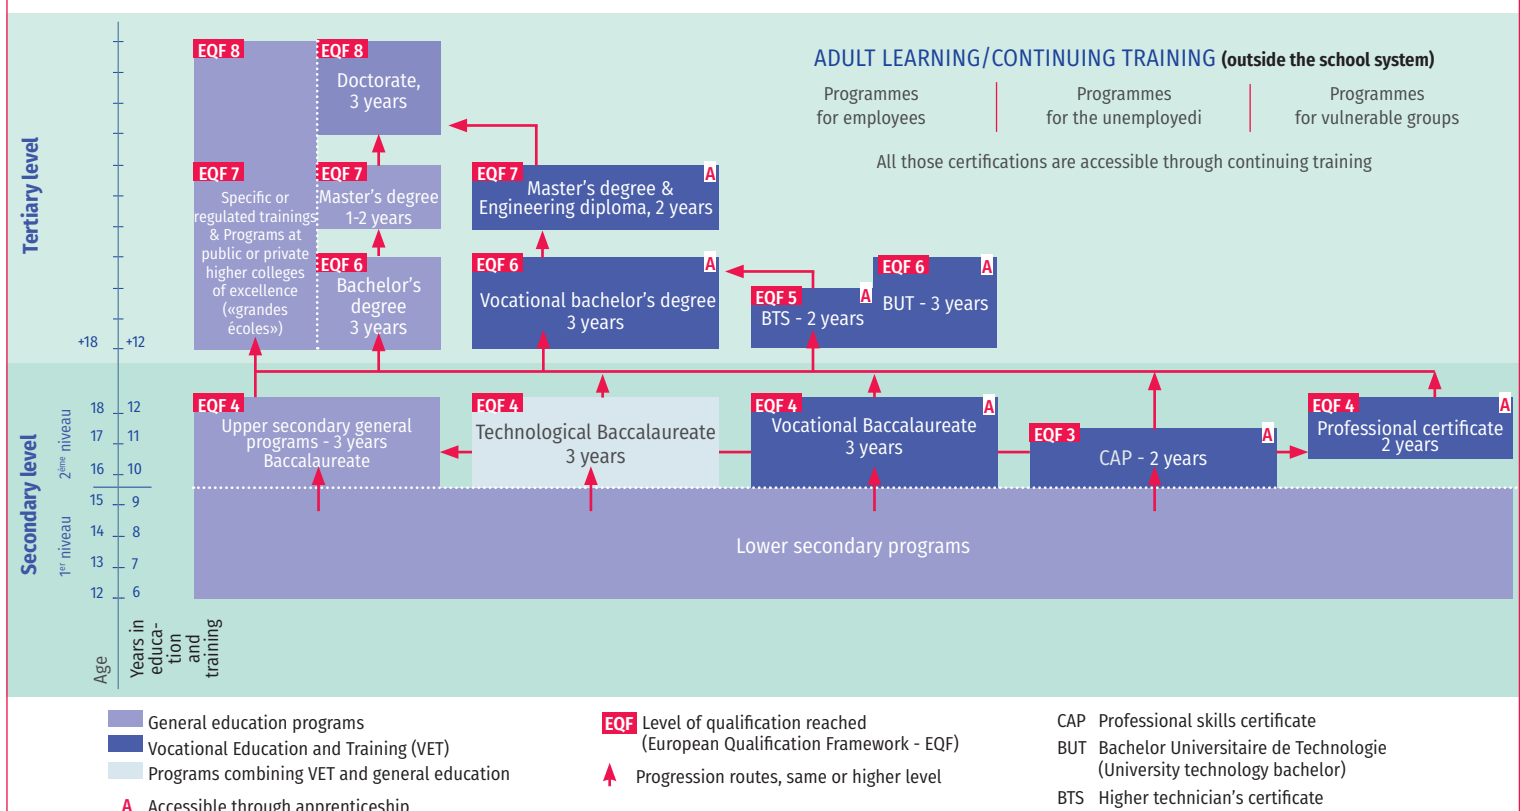 ADULT LEARNING/CONTINUING TRAINING (outside the school system)
Programmes
for employees
Programmes
for the unemployedi
Programmes
for vulnerable groups
All those certifications are accessible through continuing training
Tertiary level
EQF 8
EQF 7
Specific or
regulated trainings
& Programs at
public or private
higher colleges
of excellence
(«grandes
écoles»)
EQF 8
Doctorate,
3 years
EQF 7
Master's degree
1-2 years
EQF 6
Bachelor's
degree
3 years
EQF 7
A
Master's degree &
Engineering diploma, 2 years
EQF 6
A
Vocational bachelor's degree
3 years
EQF 5
A
BTS - 2 years
EQF 6
A
BUT - 3 years
+18
+12
Secondary level
2ème niveau
1er niveau
18 12
17 11
16 10
15 9
14 8
13 7
12 6
Age
Years in
educa-
tion
and
training
EQF 4
Upper secondary general
programs - 3 years
Baccalaureate
EQF 4
Technological Baccalaureate
3 years
EQF 4
A
Vocational Baccalaureate
3 years
EQF 3
A
CAP - 2 years
EQF 4
A
Professional certificate
2 years
Lower secondary programs
General education programs
Vocational Education and Training (VET)
Programs combining VET and general education
A Accessible through apprenticeship
EQF Level of qualification reached
(European Qualification Framework - EQF)
Progression routes, same or higher level
CAP Professional skills certificate
BUT Bachelor Universitaire de Technologie
(University technology bachelor)
BTS Higher technician's certificate